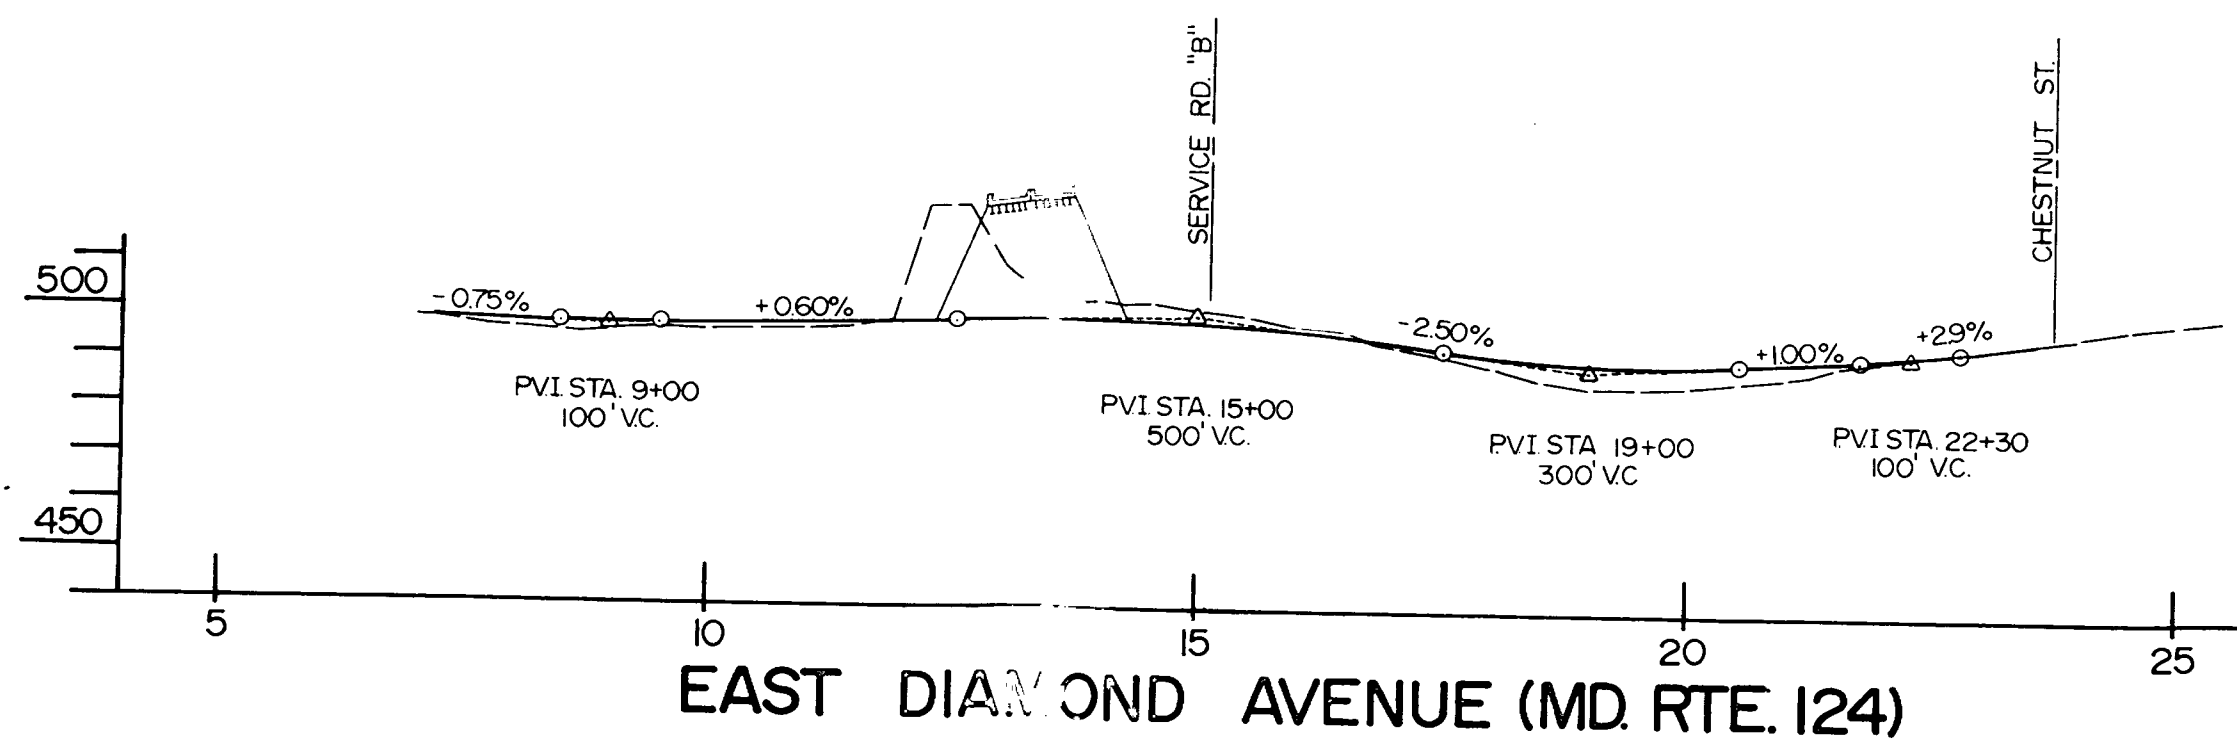 SERVICE RD. "B"
CHESTNUT ST.
500
450
- 0.75%
+0.60%
-2.50%
+1.00%
+2.9%
P.V.I. STA. 9+00
100' V.C.
P.V.I. STA. 15+00
500' V.C.
P.V.I. STA 19+00
300' V.C
P.V.I STA. 22+30
100' V.C.
5
10
15
20
25
EAST DIAMOND AVENUE (MD. RTE. 124)